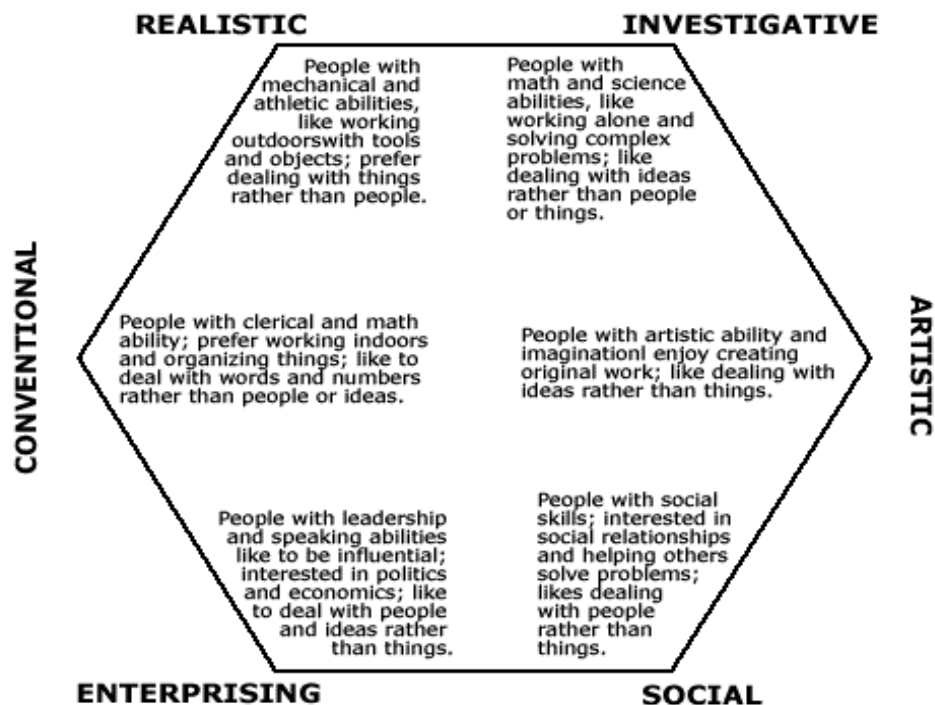 REALISTIC
INVESTIGATIVE
People with
mechanical and
athletic abilities,
like working
outdoorswith tools
and objects; prefer
dealing with things
rather than people.
People with
math and science
abilities, like
working alone and
solving complex
problems; like
dealing with ideas
rather than people
or things.
CONVENTIONAL
People with clerical and math
ability; prefer working indoors
and organizing things; like to
deal with words and numbers
rather than people or ideas.
People with artistic ability and
imaginationl enjoy creating
original work; like dealing with
ideas rather than things.
ARTISTIC
People with leadership
and speaking abilities
like to be influential;
interested in politics
and economics; like
to deal with people
and ideas rather
than things.
People with social
skills; interested in
social relationships
and helping others
solve problems;
likes dealing
with people
rather than
things.
ENTERPRISING
SOCIAL